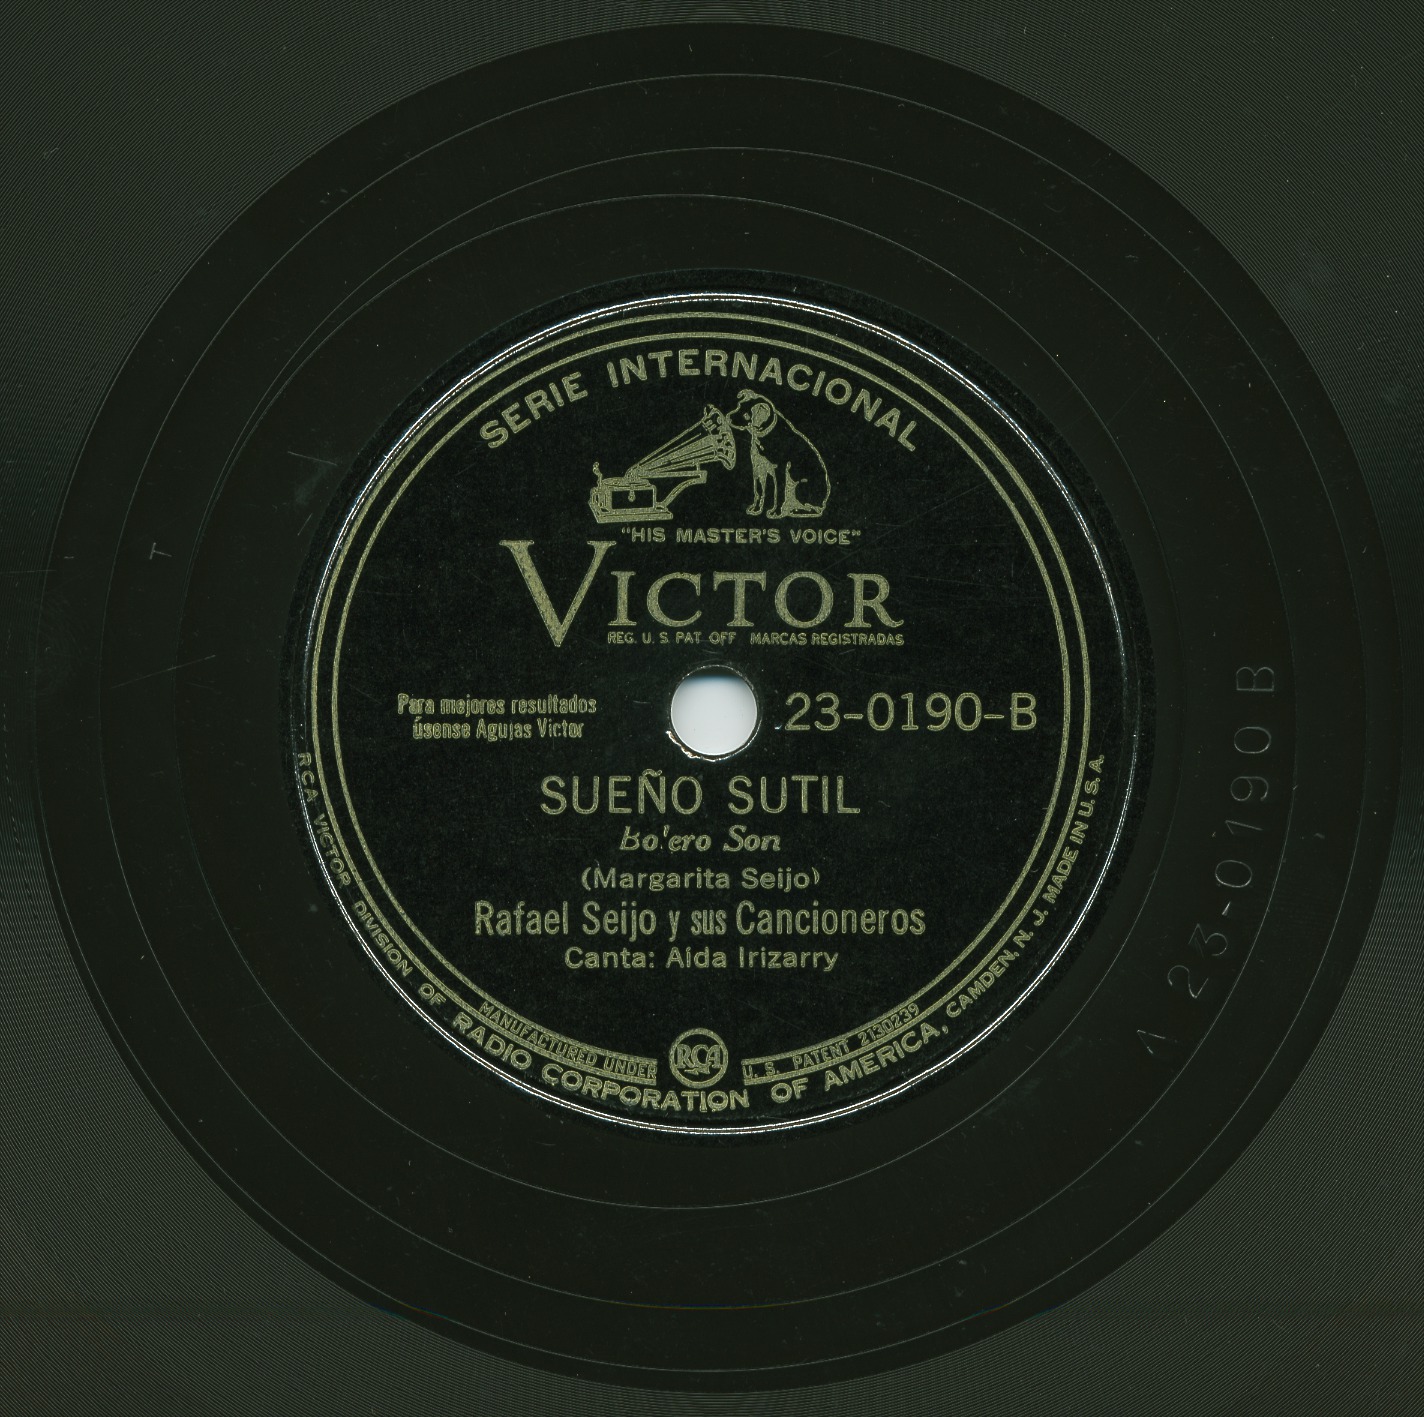 SERIE INTERNACIONAL
"HIS MASTER'S VOICE"
VICTOR
REG. U. S. PAT. OFF. MARCAS REGISTRADAS
Para mejores resultados
úsense Agujas Victor
23-0190-B
SUEÑO SUTIL
Bolero Son
(Margarita Seijo)
Rafael Seijo y sus Cancioneros
Canta: Aída Irizarry
MANUFACTURED UNDER
RCA
U. S. PATENT 2130239
RCA VICTOR DIVISION OF RADIO CORPORATION OF AMERICA, CAMDEN, N. J. MADE IN U. S. A.
A 23-0190 B
T